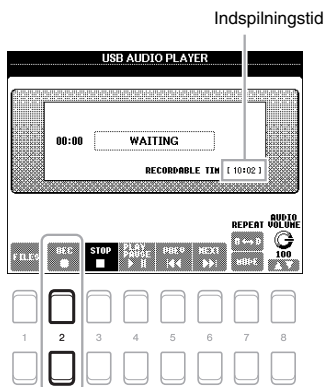 Indspilningstid
USB AUDIO PLAYER
00:00 WAITING
RECORDABLE TIM [ 10:02 ]
REPEAT AUDIO VOLUME
FILES REC STOP PLAY PAUSE PREV NEXT MODE 100
1 2 3 4 5 6 7 8